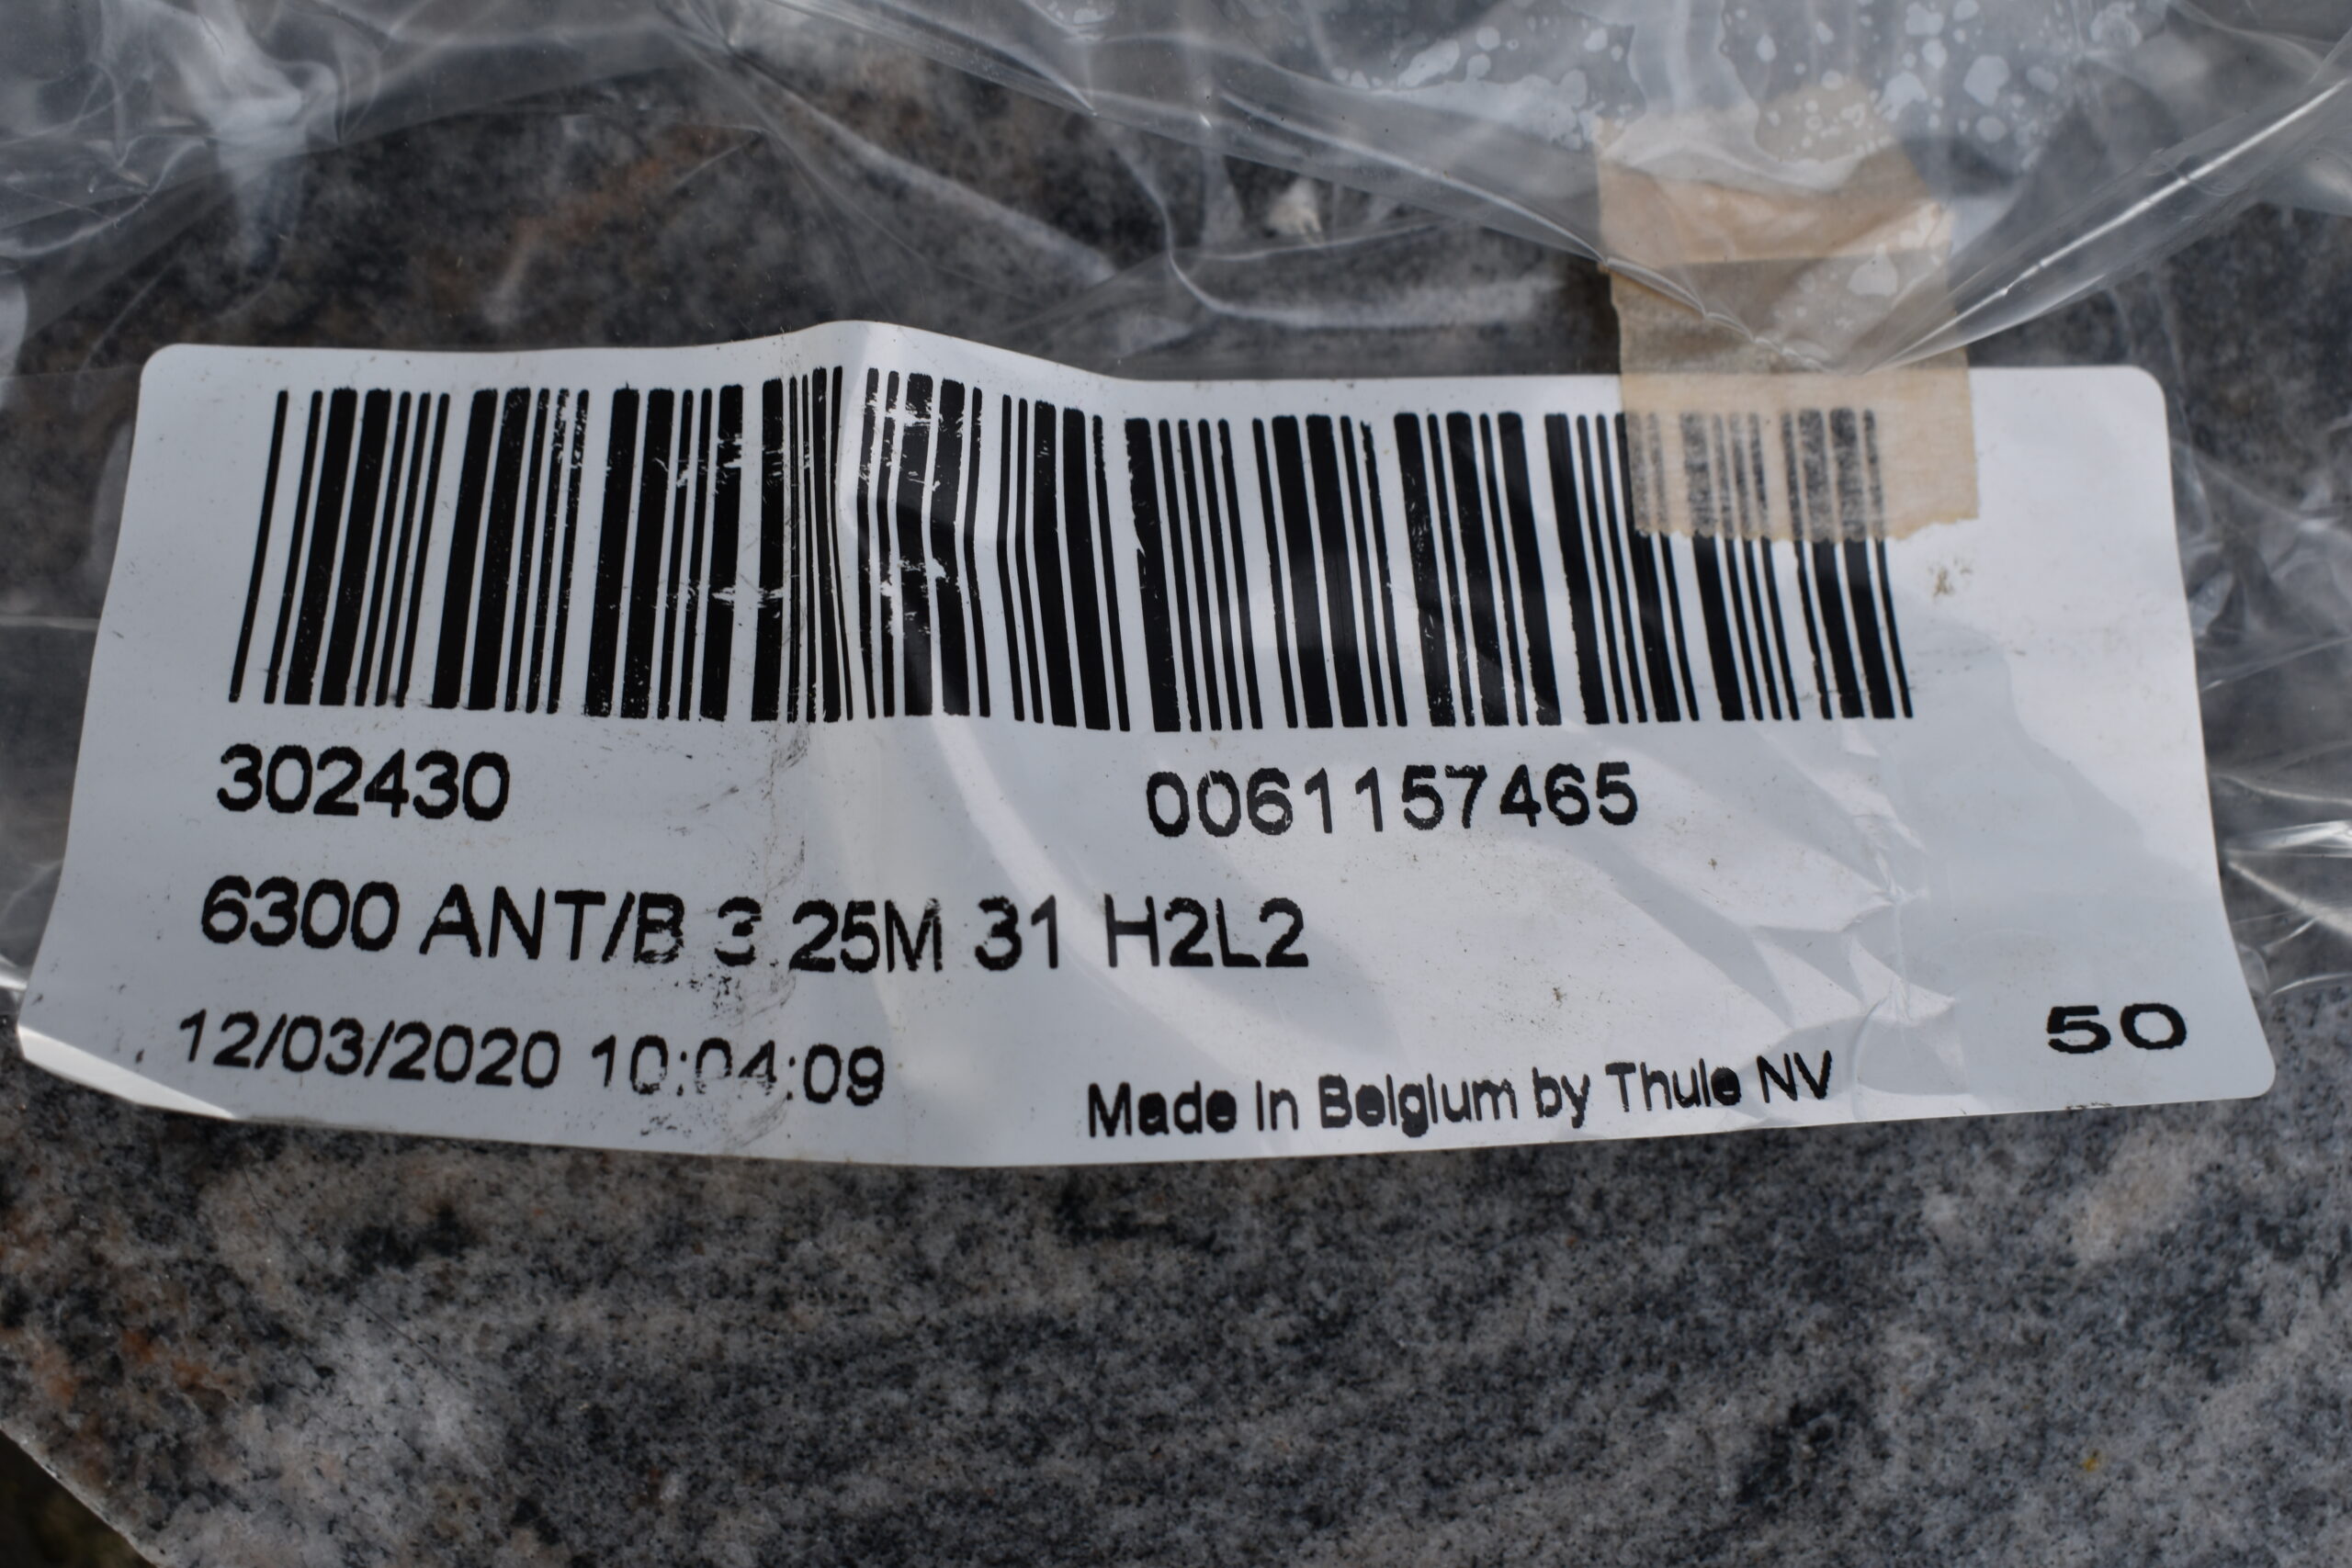 302430 0061157465
6300 ANT/B 3.25M 31 H2L2
12/03/2020 10:04:09
Made in Belgium by Thule NV
50